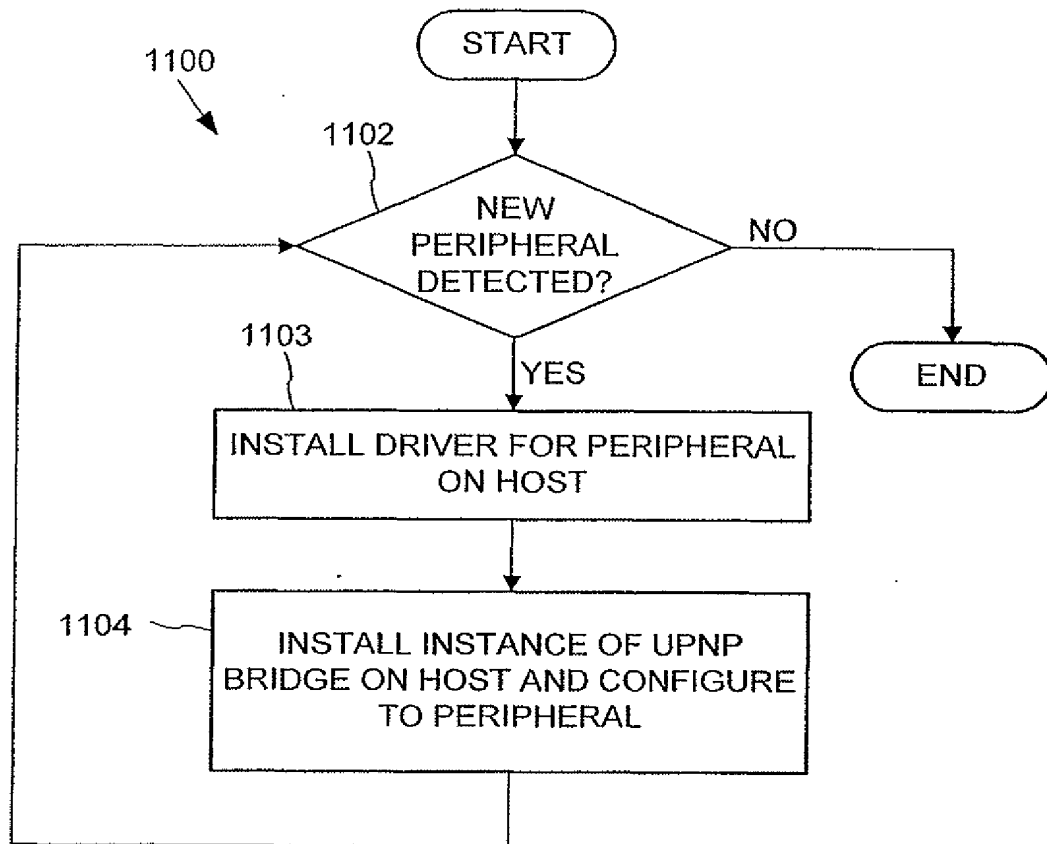 START
1100
1102
NEW
PERIPHERAL
DETECTED?
NO
1103
YES
END
INSTALL DRIVER FOR PERIPHERAL
ON HOST
1104
INSTALL INSTANCE OF UPNP
BRIDGE ON HOST AND CONFIGURE
TO PERIPHERAL